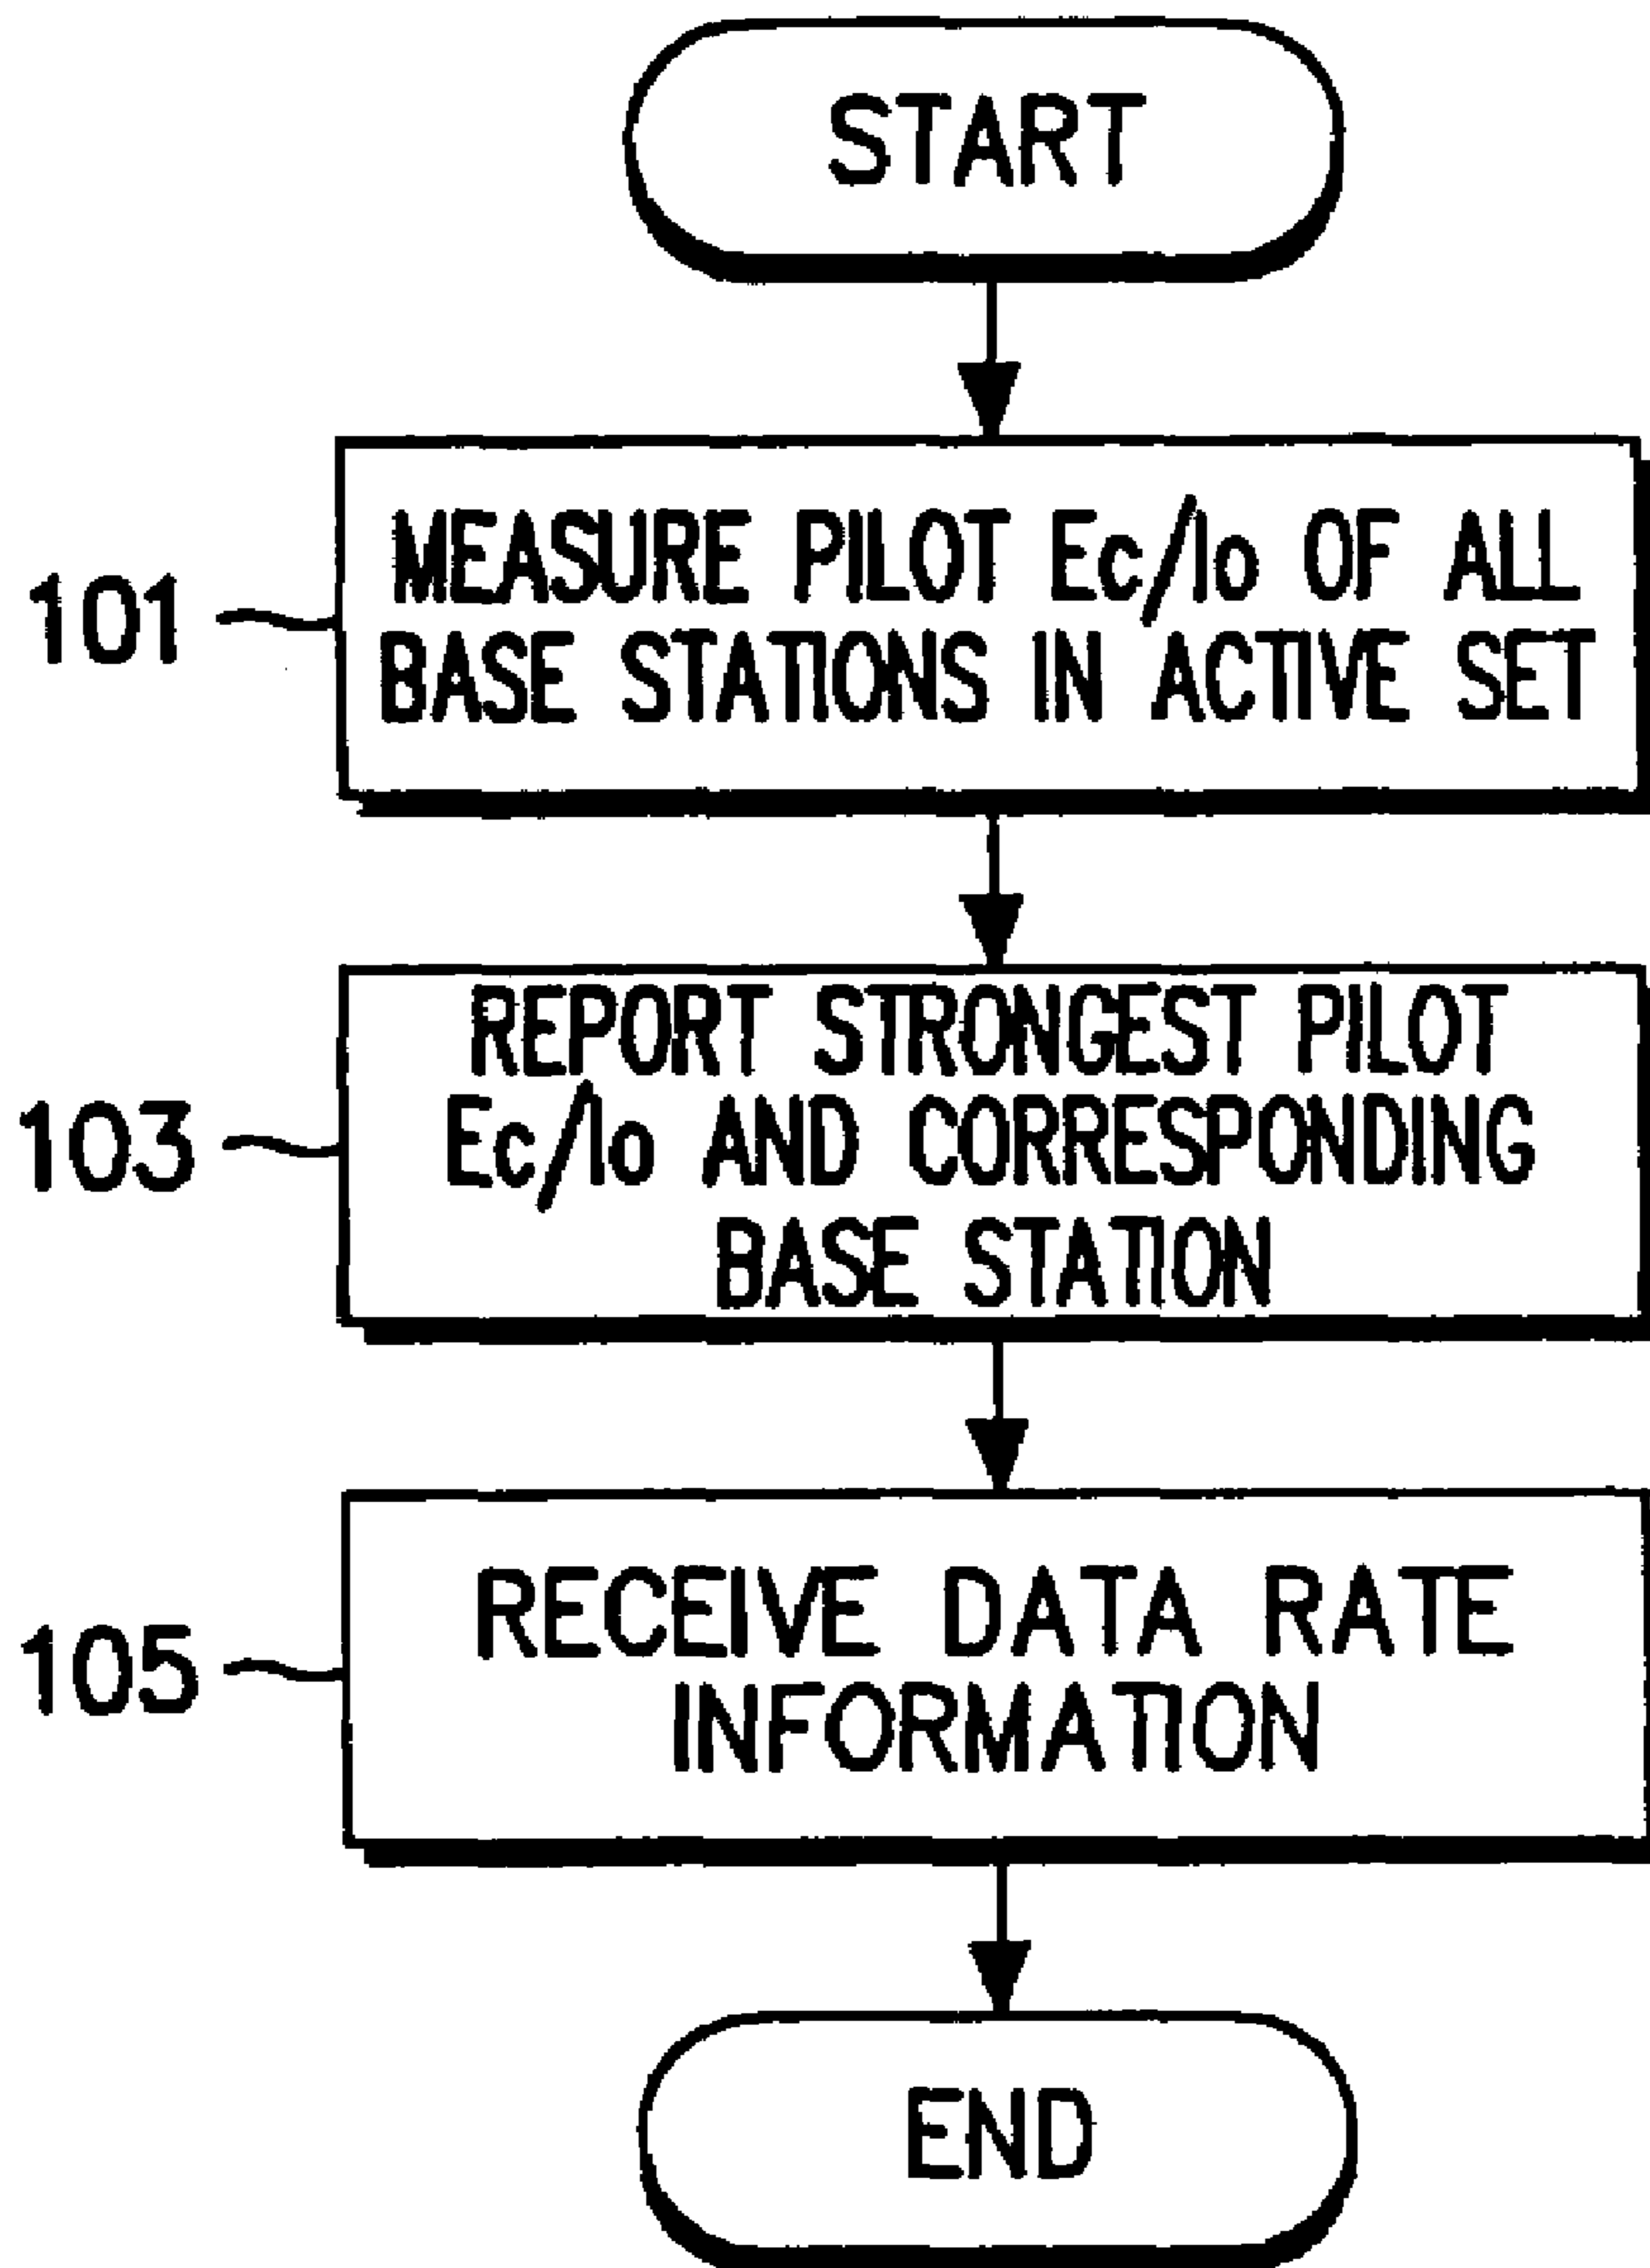 START
101
MEASURE PILOT Ec/Io OF ALL
BASE STATIONS IN ACTIVE SET
103
REPORT STRONGEST PILOT
Ec/Io AND CORRESPONDING
BASE STATION
105
RECEIVE DATA RATE
INFORMATION
END